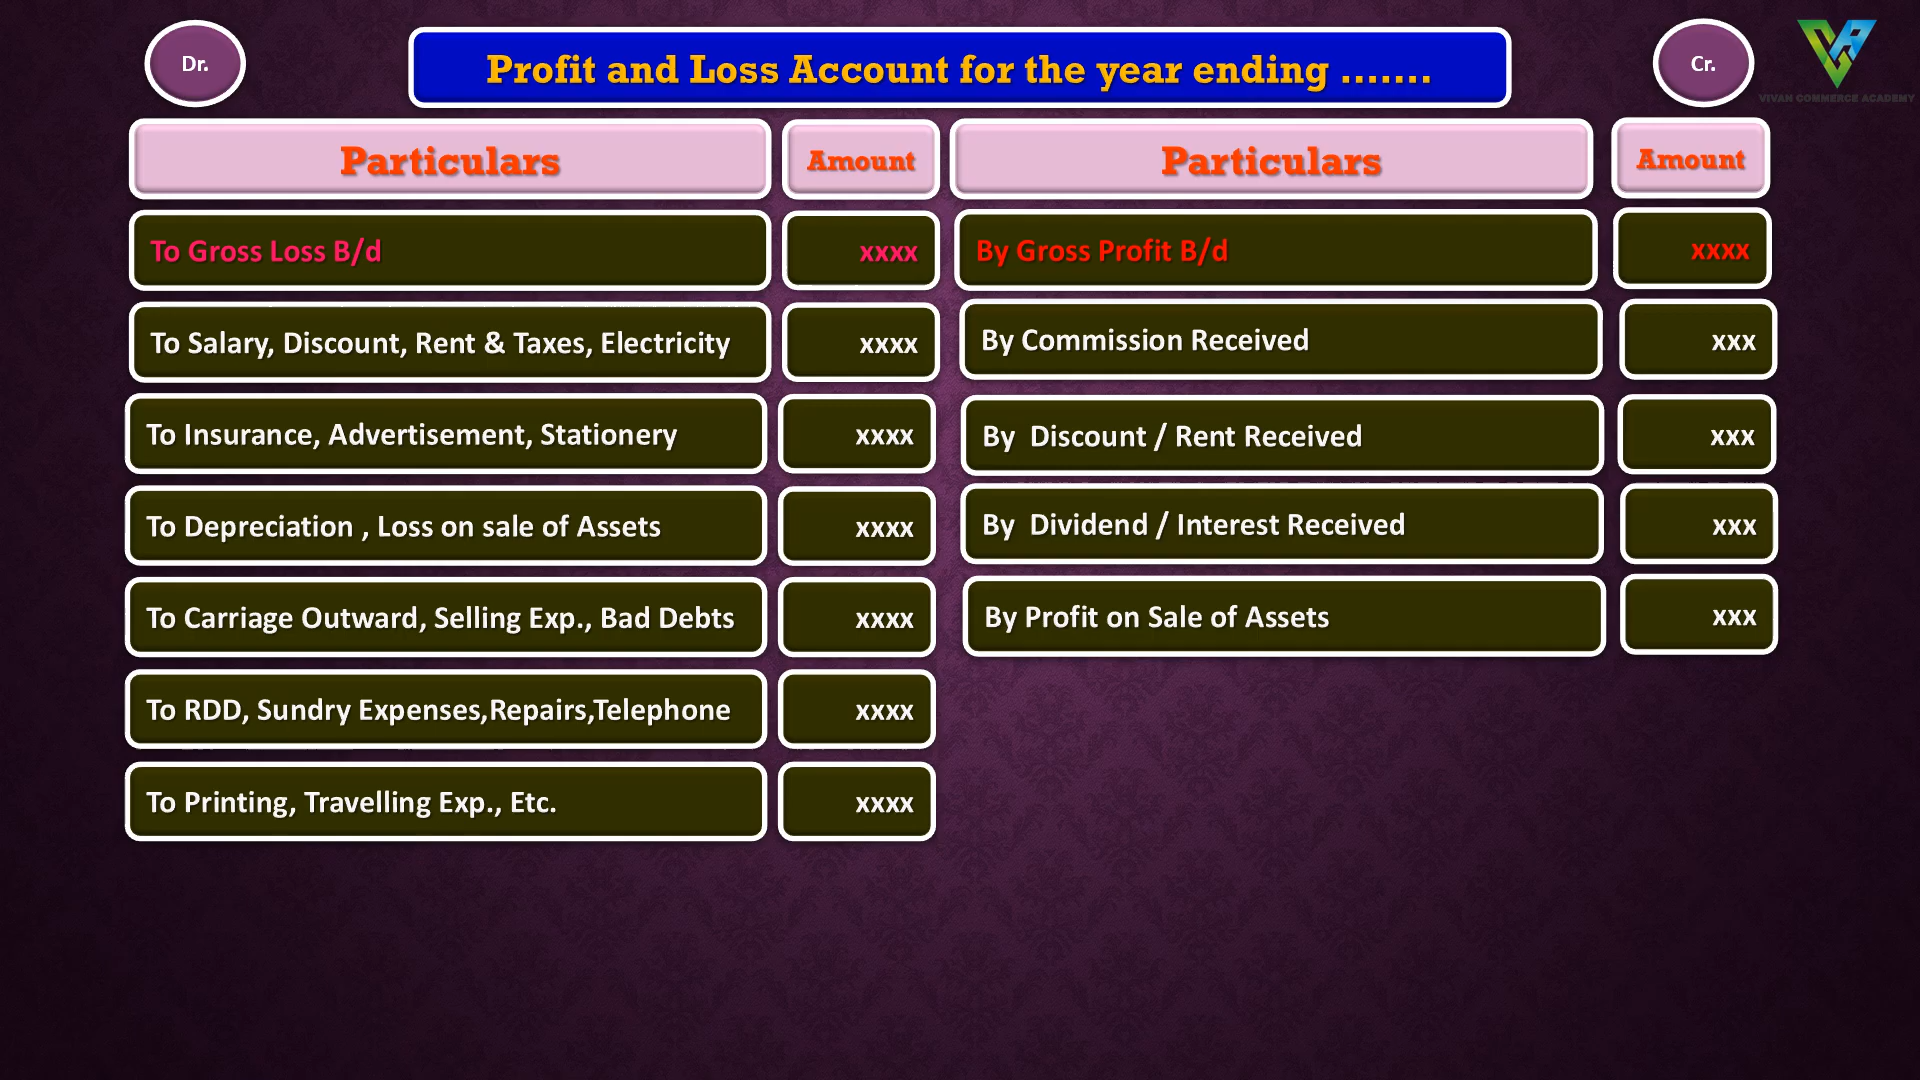 Dr.
Profit and Loss Account for the year ending .......
Cr.
VIVAN COMMERCE ACADEMY
Particulars Amount Particulars Amount
To Gross Loss B/d xxxx By Gross Profit B/d xxxx
To Salary, Discount, Rent & Taxes, Electricity xxxx By Commission Received xxx
To Insurance, Advertisement, Stationery xxxx By Discount / Rent Received xxx
To Depreciation , Loss on sale of Assets xxxx By Dividend / Interest Received xxx
To Carriage Outward, Selling Exp., Bad Debts xxxx By Profit on Sale of Assets xxx
To RDD, Sundry Expenses,Repairs,Telephone xxxx
To Printing, Travelling Exp., Etc. xxxx